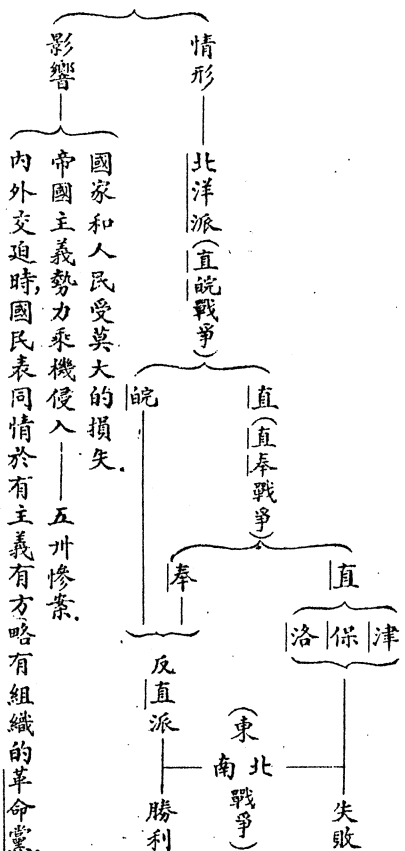 情形
北洋派(直皖戰爭)
直(直奉戰爭)
直
津
保
洛
失敗
奉
皖
反直派
勝利
(東
南北
戰爭)
影響
國家和人民受莫大的損失.
帝國主義勢力乘機侵入——五卅慘案.
內外交迫時,國民表同情於有主義有方略有組織的革命黨.